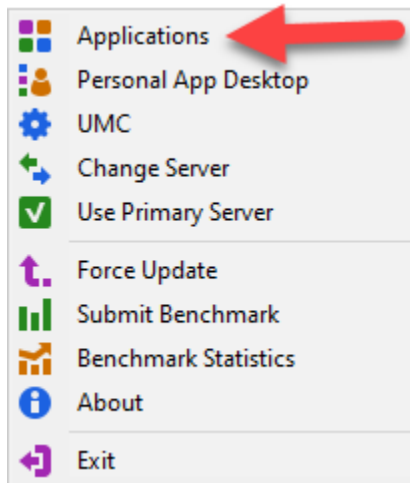 Applications
Personal App Desktop
UMC
Change Server
Use Primary Server
Force Update
Submit Benchmark
Benchmark Statistics
About
Exit